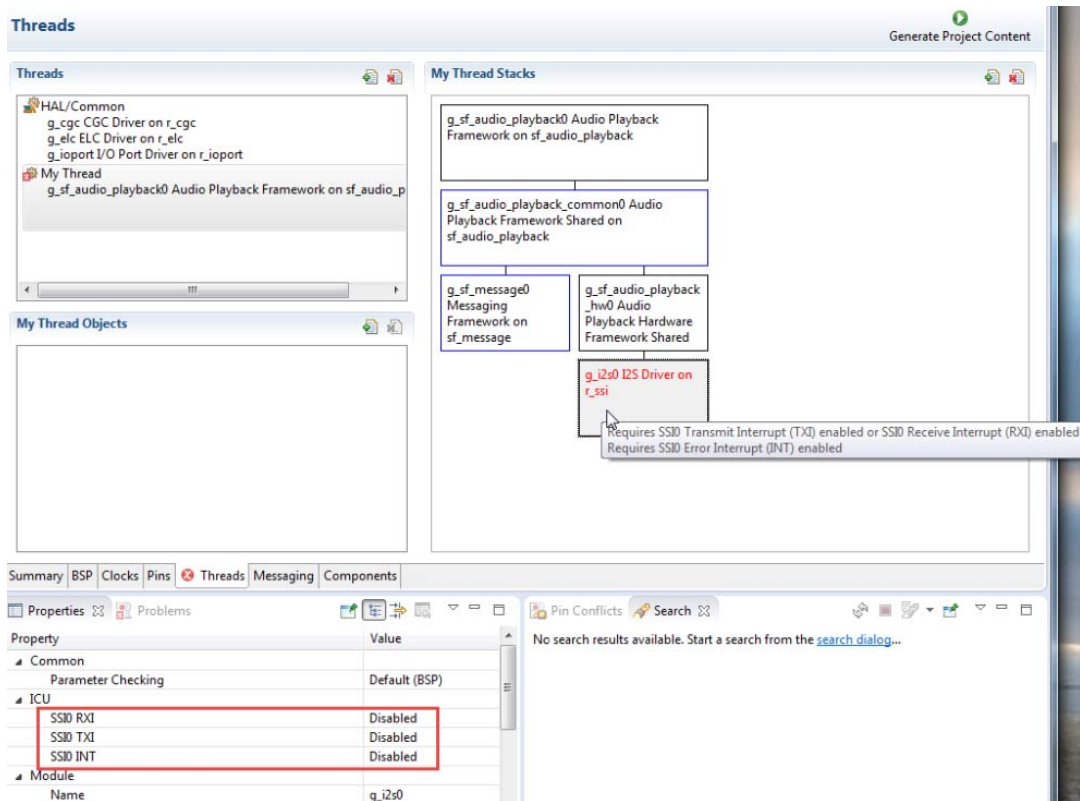 Threads
Generate Project Content
Threads
HAL/Common
g_cgc CGC Driver on r_cgc
g_elc ELC Driver on r_elc
g_ioport I/O Port Driver on r_ioport
My Thread
g_sf_audio_playback0 Audio Playback Framework on sf_audio_p
My Thread Objects
My Thread Stacks
g_sf_audio_playback0 Audio Playback
Framework on sf_audio_playback
g_sf_audio_playback_common0 Audio
Playback Framework Shared on
sf_audio_playback
g_sf_message0
Messaging
Framework on
sf_message
g_sf_audio_playback
_hw0 Audio
Playback Hardware
Framework Shared
g_i2s0 I2S Driver on
r_ssi
Requires SSI0 Transmit Interrupt (TXI) enabled or SSI0 Receive Interrupt (RXI) enabled
Requires SSI0 Error Interrupt (INT) enabled
Summary BSP Clocks Pins Threads Messaging Components
Properties Problems
Property Value
Common
Parameter Checking Default (BSP)
ICU
SSI0 RXI Disabled
SSI0 TXI Disabled
SSI0 INT Disabled
Module
Name g_i2s0
Pin Conflicts Search
No search results available. Start a search from the search dialog...